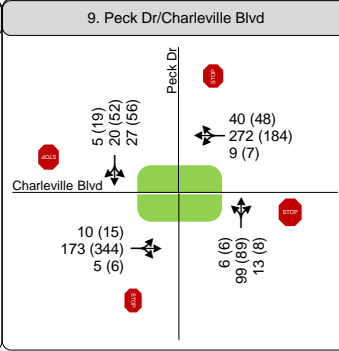 9. Peck Dr/Charleville Blvd
Peck Dr
STOP
5 (19)
20 (52)
27 (56)
40 (48)
272 (184)
9 (7)
STOP
Charleville Blvd
STOP
10 (15)
173 (344)
5 (6)
6 (6)
99 (89)
13 (8)
STOP